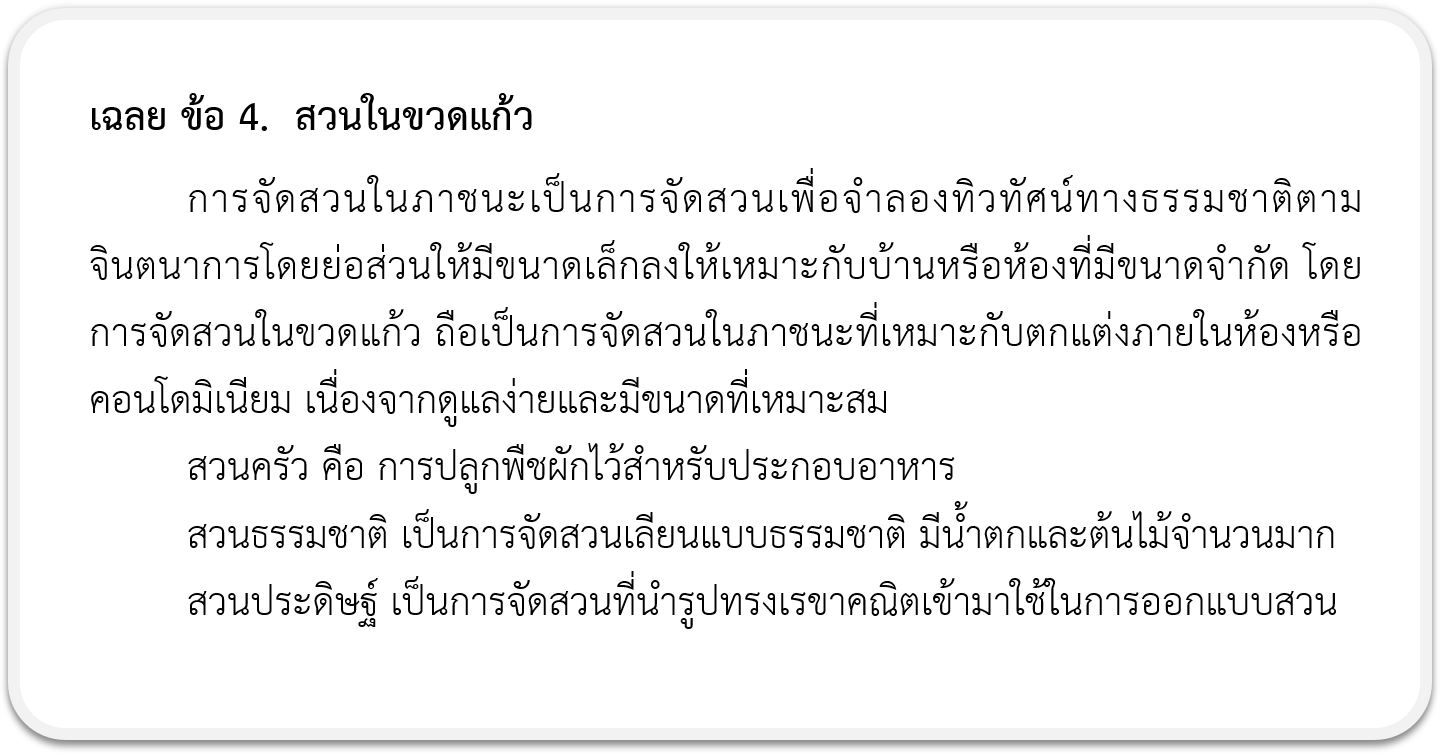 เฉลย ข้อ 4. สวนในขวดแก้ว
การจัดสวนในภาชนะเป็นการจัดสวนเพื่อจำลองทิวทัศน์ทางธรรมชาติตาม
จินตนาการโดยย่อส่วนให้มีขนาดเล็กลงให้เหมาะกับบ้านหรือห้องที่มีขนาดจำกัด โดย
การจัดสวนในขวดแก้ว ถือเป็นการจัดสวนในภาชนะที่เหมาะกับตกแต่งภายในห้องหรือ
คอนโดมิเนียม เนื่องจากดูแลง่ายและมีขนาดที่เหมาะสม
สวนครัว คือ การปลูกพืชผักไว้สำหรับประกอบอาหาร
สวนธรรมชาติ เป็นการจัดสวนเลียนแบบธรรมชาติ มีน้ำตกและต้นไม้จำนวนมาก
สวนประดิษฐ์ เป็นการจัดสวนที่นำรูปทรงเรขาคณิตเข้ามาใช้ในการออกแบบสวน